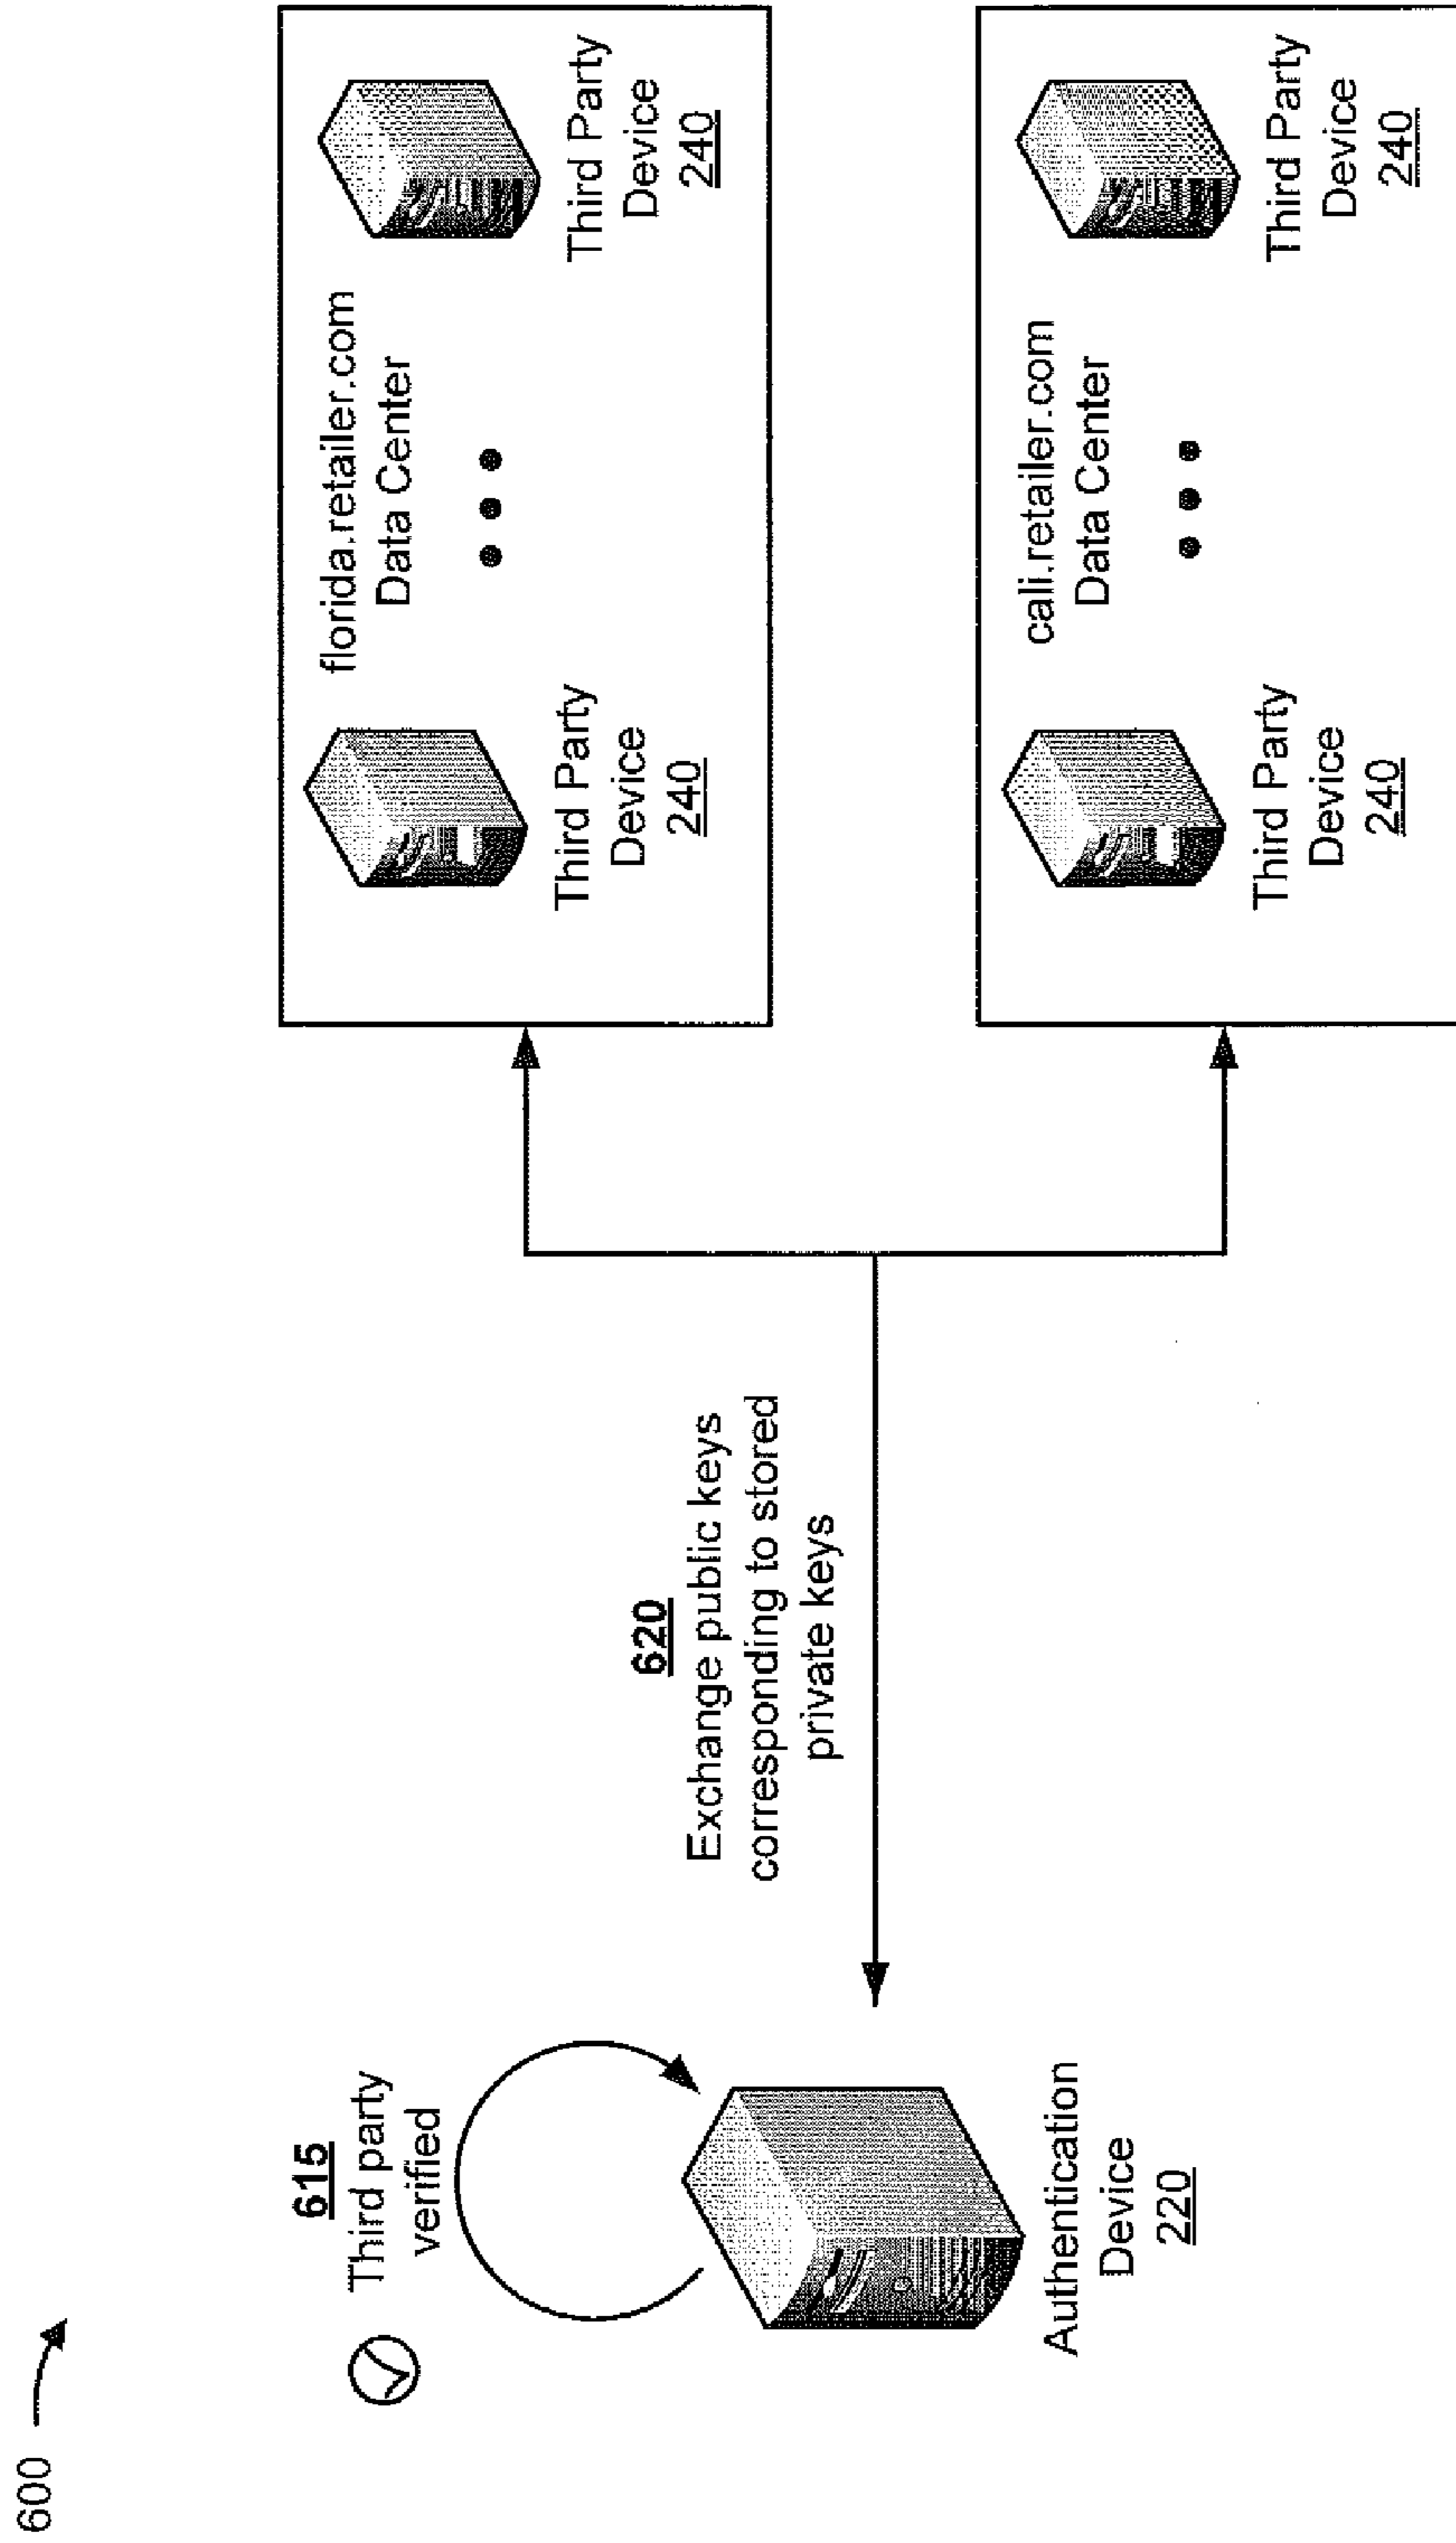 600
615
Third party
verified
Authentication
Device
220
620
Exchange public keys
corresponding to stored
private keys
florida.retailer.com
Data Center
Third Party
Device
240
Third Party
Device
240
cali.retailer.com
Data Center
Third Party
Device
240
Third Party
Device
240